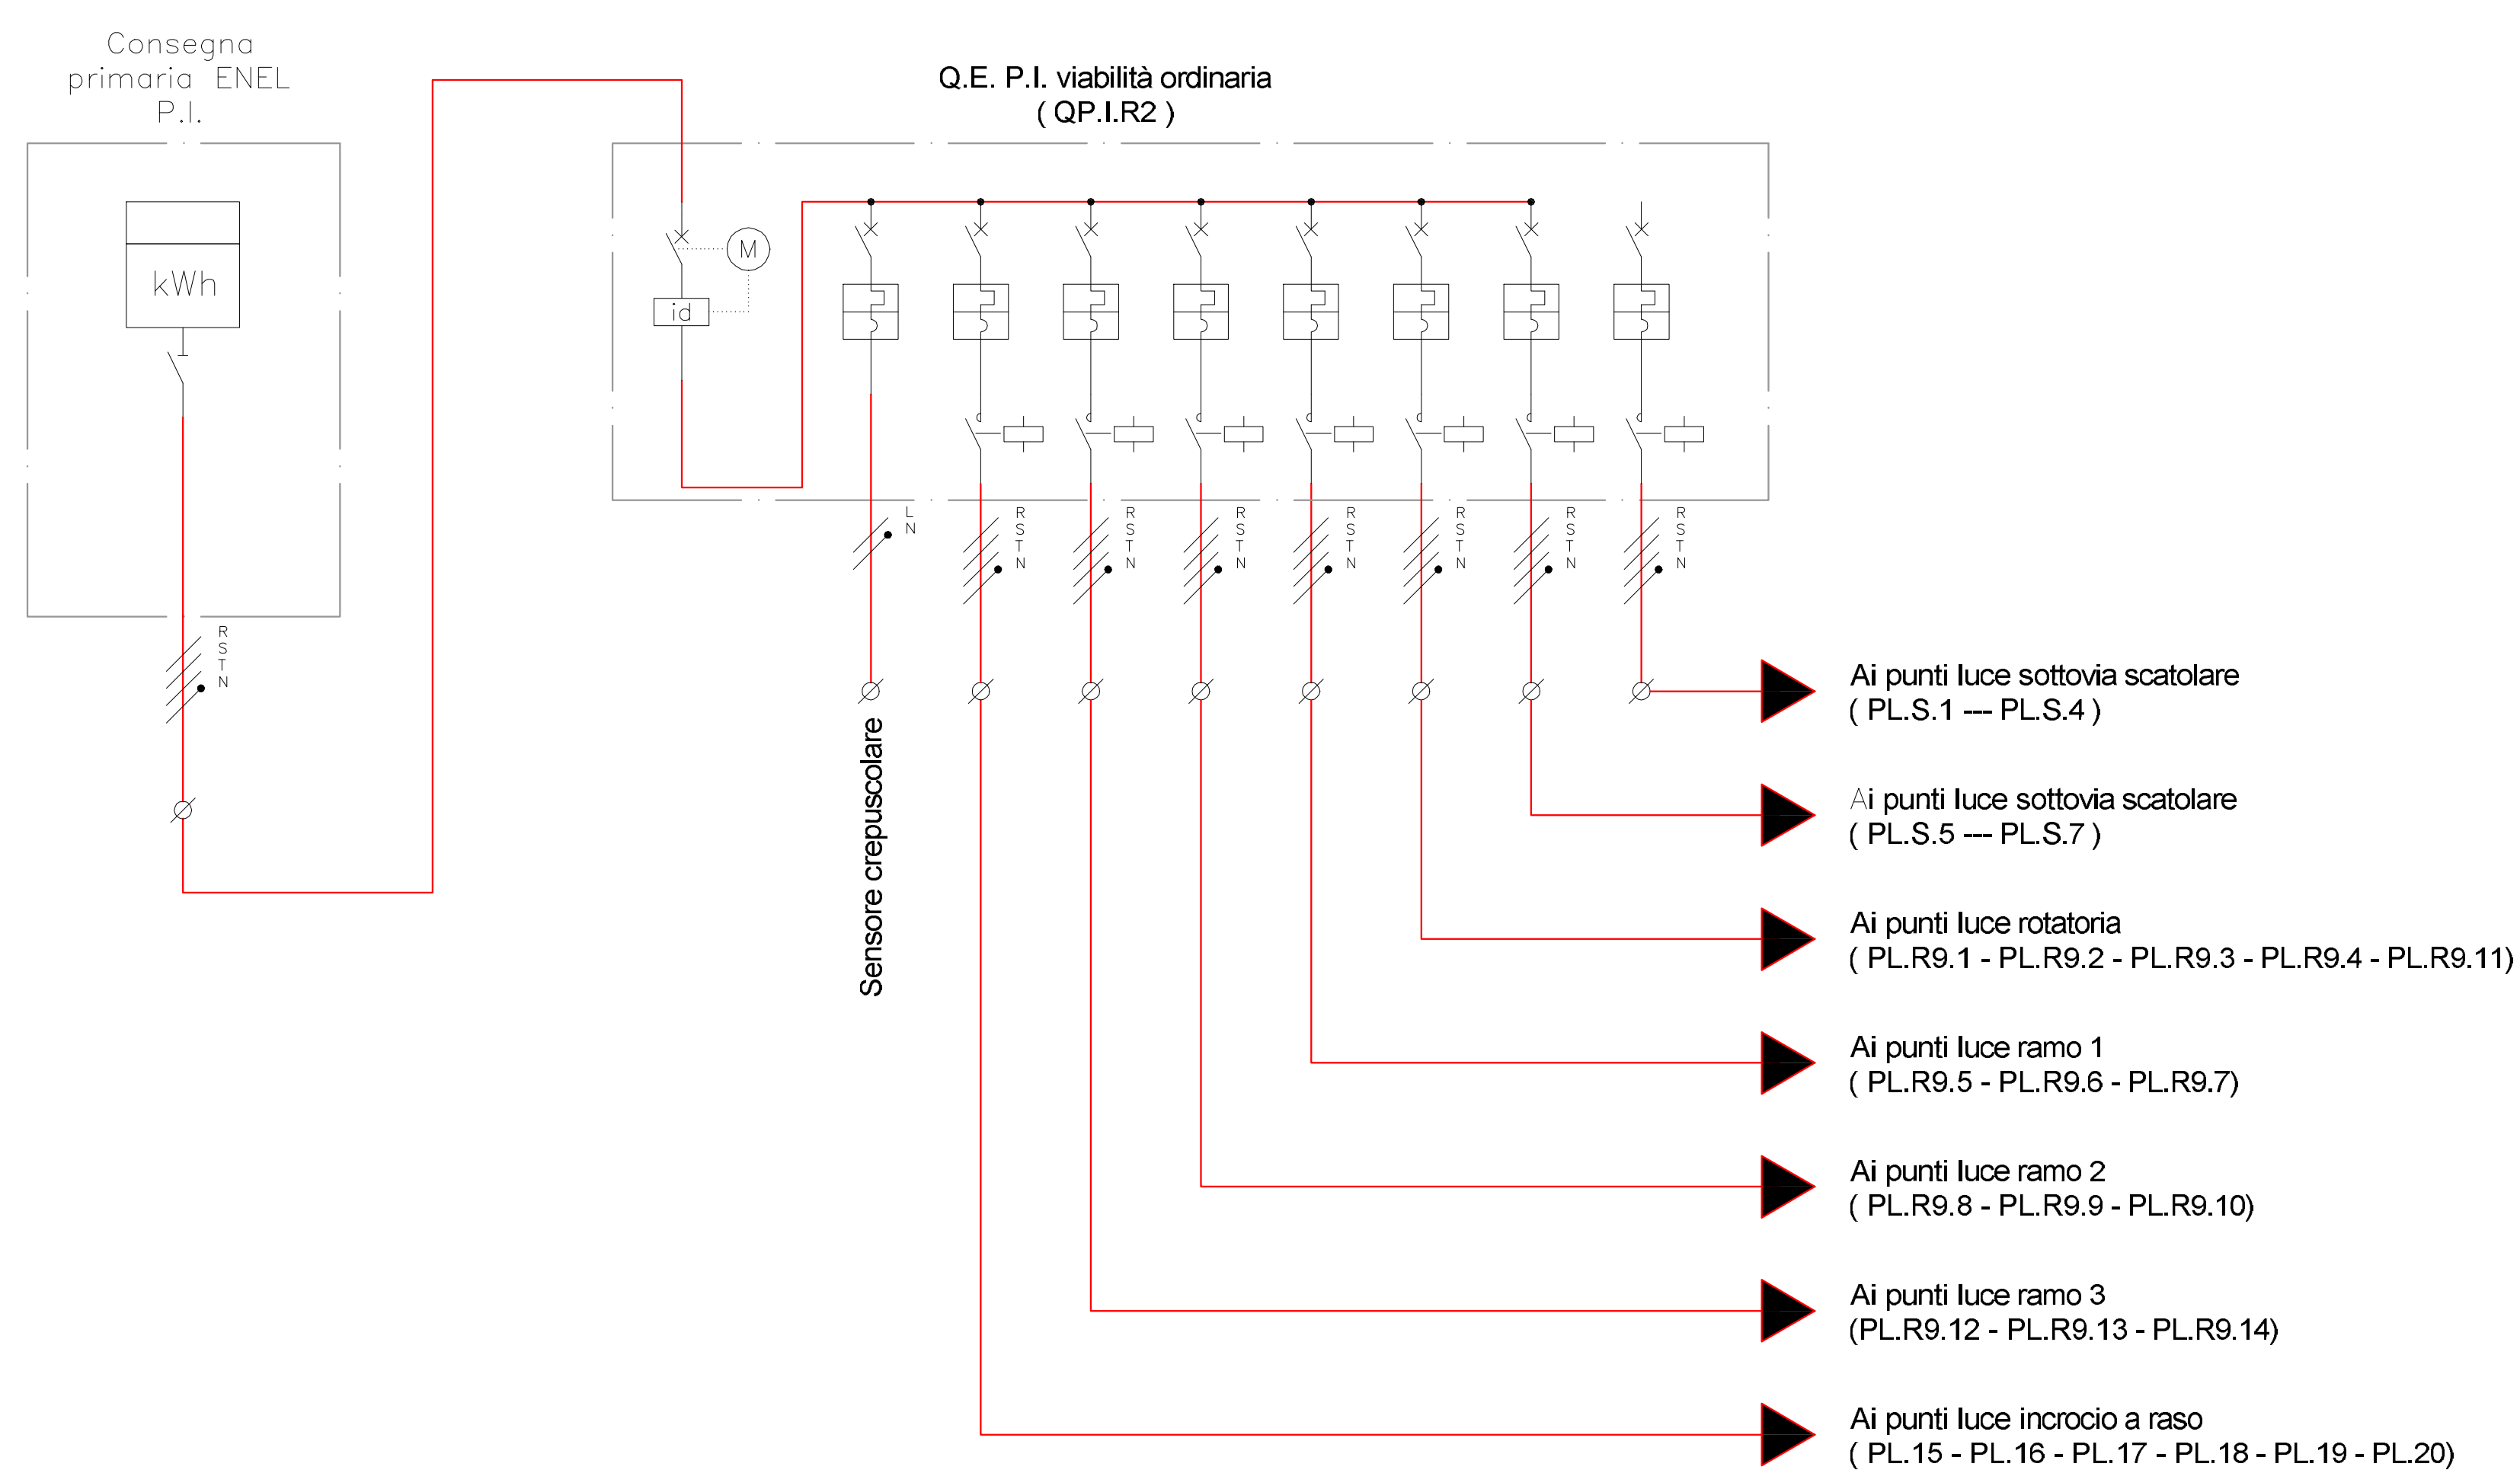 Consegna
primaria ENEL
P.I.
kWh
R
S
T
N
Q.E. P.I. viabilità ordinaria
( QP.I.R2 )
M
id
L
N
R
S
T
N
R
S
T
N
R
S
T
N
R
S
T
N
R
S
T
N
R
S
T
N
R
S
T
N
Sensore crepuscolare
Ai punti luce sottovia scatolare
( PL.S.1 --- PL.S.4 )
Ai punti luce sottovia scatolare
( PL.S.5 --- PL.S.7 )
Ai punti luce rotatoria
( PL.R9.1 - PL.R9.2 - PL.R9.3 - PL.R9.4 - PL.R9.11)
Ai punti luce ramo 1
( PL.R9.5 - PL.R9.6 - PL.R9.7)
Ai punti luce ramo 2
( PL.R9.8 - PL.R9.9 - PL.R9.10)
Ai punti luce ramo 3
(PL.R9.12 - PL.R9.13 - PL.R9.14)
Ai punti luce incrocio a raso
( PL.15 - PL.16 - PL.17 - PL.18 - PL.19 - PL.20)